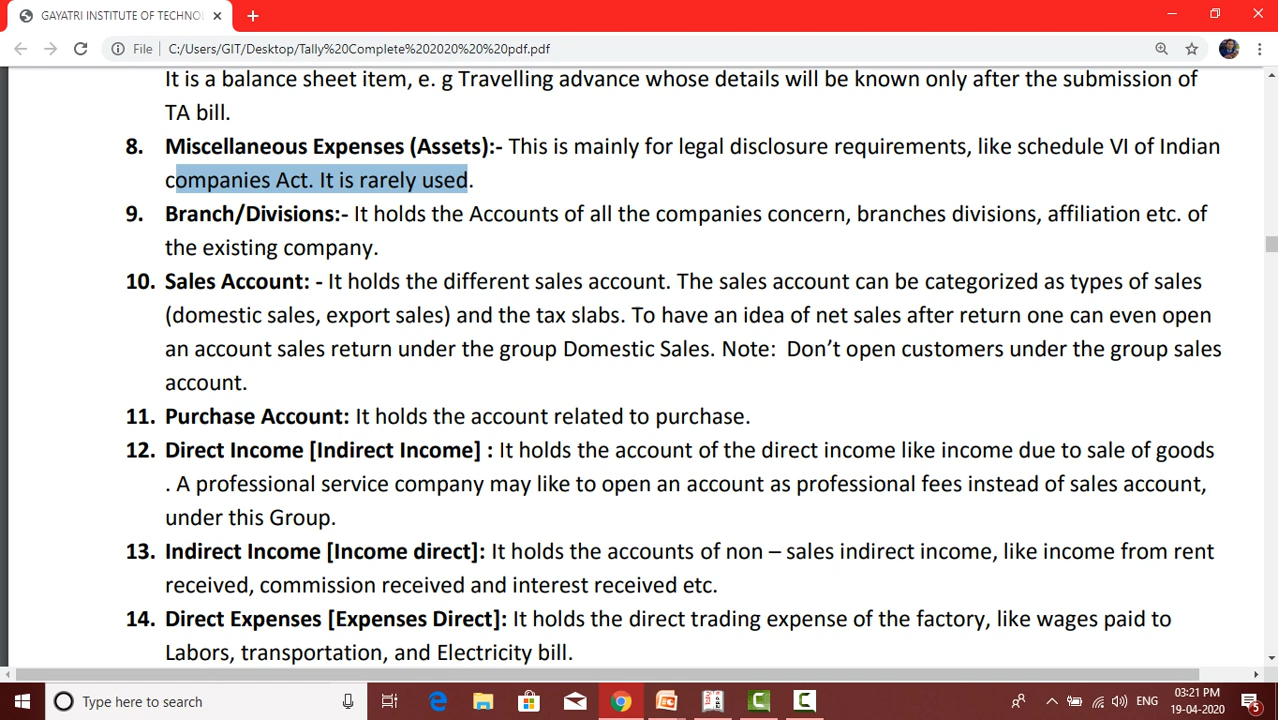 GAYATRI INSTITUTE OF TECHNO
File
C:/Users/GIT/Desktop/Tally%20Complete%202020%20%20pdf.pdf
It is a balance sheet item, e. g Travelling advance whose details will be known only after the submission of
TA bill.
8. Miscellaneous Expenses (Assets):- This is mainly for legal disclosure requirements, like schedule VI of Indian
companies Act. It is rarely used.
9. Branch/Divisions:- It holds the Accounts of all the companies concern, branches divisions, affiliation etc. of
the existing company.
10. Sales Account: - It holds the different sales account. The sales account can be categorized as types of sales
(domestic sales, export sales) and the tax slabs. To have an idea of net sales after return one can even open
an account sales return under the group Domestic Sales. Note: Don’t open customers under the group sales
account.
11. Purchase Account: It holds the account related to purchase.
12. Direct Income [Indirect Income] : It holds the account of the direct income like income due to sale of goods
. A professional service company may like to open an account as professional fees instead of sales account,
under this Group.
13. Indirect Income [Income direct]: It holds the accounts of non – sales indirect income, like income from rent
received, commission received and interest received etc.
14. Direct Expenses [Expenses Direct]: It holds the direct trading expense of the factory, like wages paid to
Labors, transportation, and Electricity bill.
Type here to search
ENG
03:21 PM
19-04-2020
5